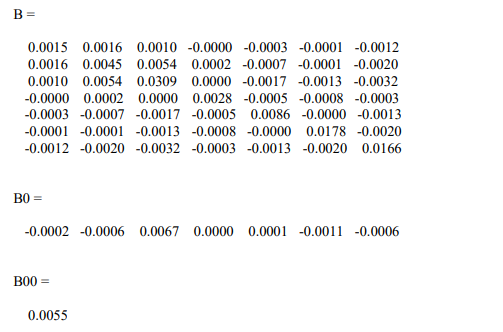 B =
0.0015 0.0016 0.0010 -0.0000 -0.0003 -0.0001 -0.0012
0.0016 0.0045 0.0054 0.0002 -0.0007 -0.0001 -0.0020
0.0010 0.0054 0.0309 0.0000 -0.0017 -0.0013 -0.0032
-0.0000 0.0002 0.0000 0.0028 -0.0005 -0.0008 -0.0003
-0.0003 -0.0007 -0.0017 -0.0005 0.0086 -0.0000 -0.0013
-0.0001 -0.0001 -0.0013 -0.0008 -0.0000 0.0178 -0.0020
-0.0012 -0.0020 -0.0032 -0.0003 -0.0013 -0.0020 0.0166
B0 =
-0.0002 -0.0006 0.0067 0.0000 0.0001 -0.0011 -0.0006
B00 =
0.0055